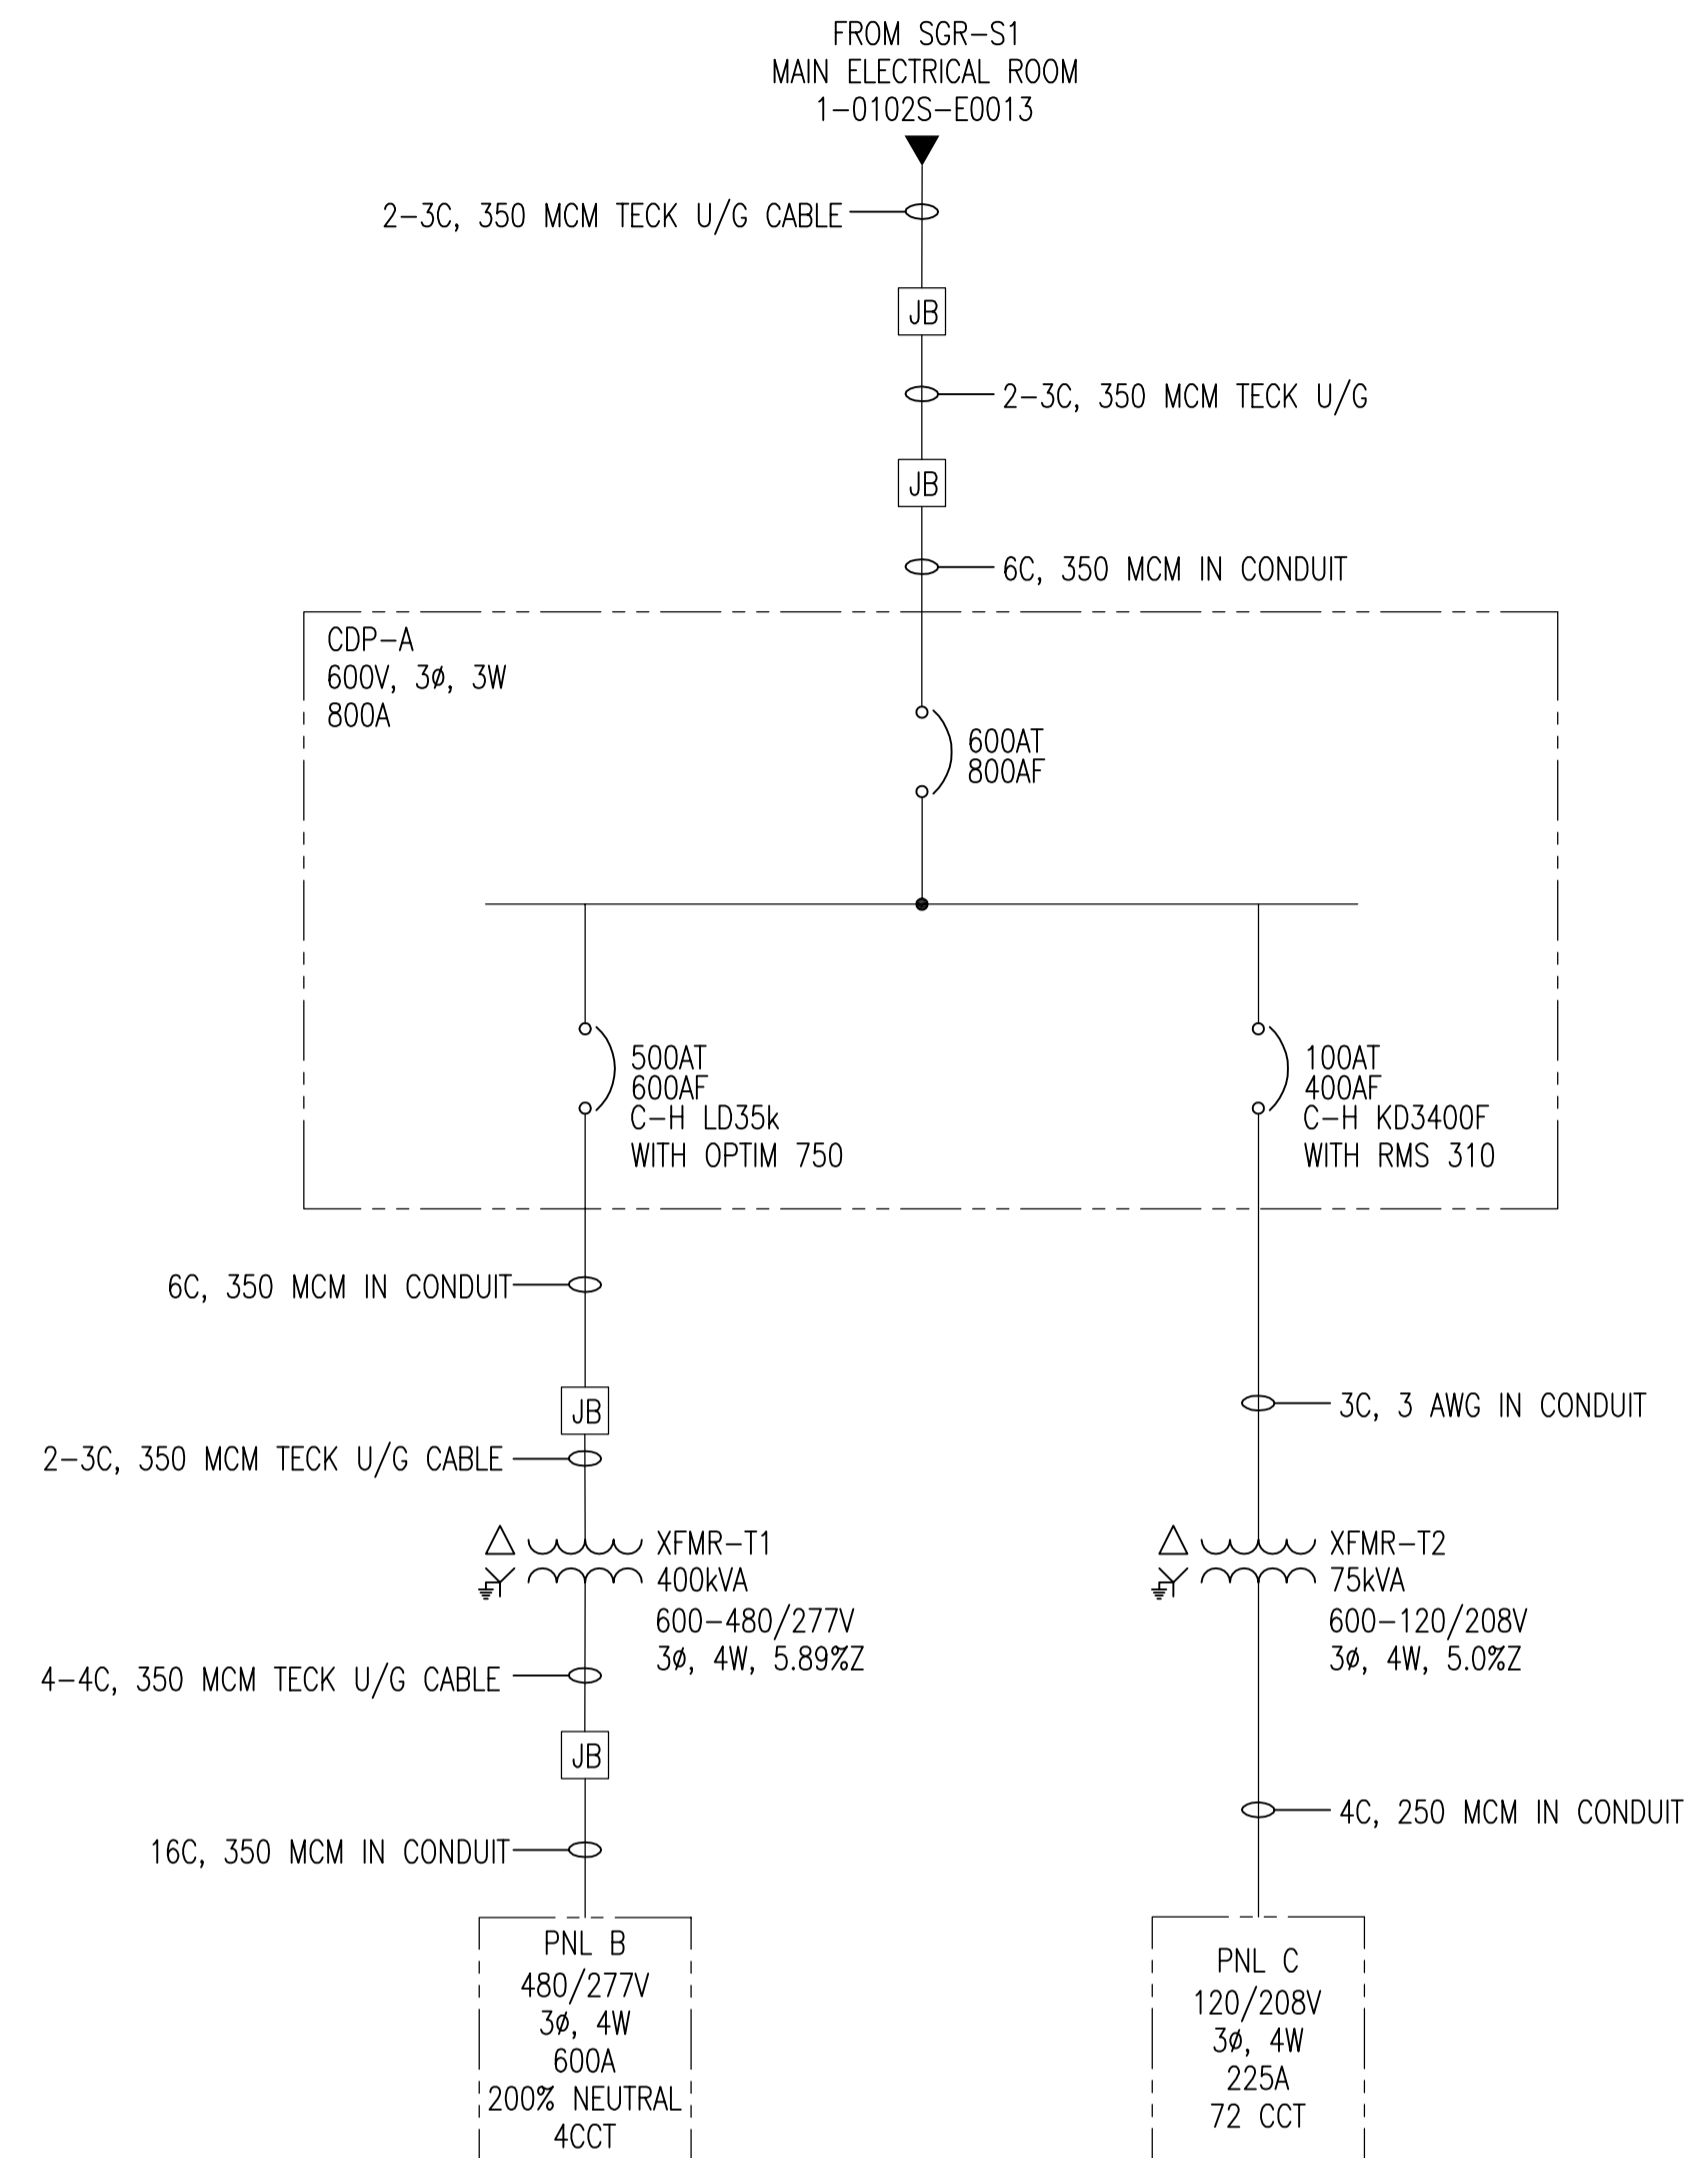 FROM SGR-S1
MAIN ELECTRICAL ROOM
1-0102S-E0013
2-3C, 350 MCM TECK U/G CABLE
JB
2-3C, 350 MCM TECK U/G
JB
6C, 350 MCM IN CONDUIT
CDP-A
600V, 3ø, 3W
800A
600AT
800AF
500AT
600AF
C-H LD35k
WITH OPTIM 750
100AT
400AF
C-H KD3400F
WITH RMS 310
6C, 350 MCM IN CONDUIT
JB
3C, 3 AWG IN CONDUIT
2-3C, 350 MCM TECK U/G CABLE
XFMR-T1
400kVA
600-480/277V
3ø, 4W, 5.89%Z
XFMR-T2
75kVA
600-120/208V
3ø, 4W, 5.0%Z
4-4C, 350 MCM TECK U/G CABLE
JB
4C, 250 MCM IN CONDUIT
16C, 350 MCM IN CONDUIT
PNL B
480/277V
3ø, 4W
600A
200% NEUTRAL
4CCT
PNL C
120/208V
3ø, 4W
225A
72 CCT